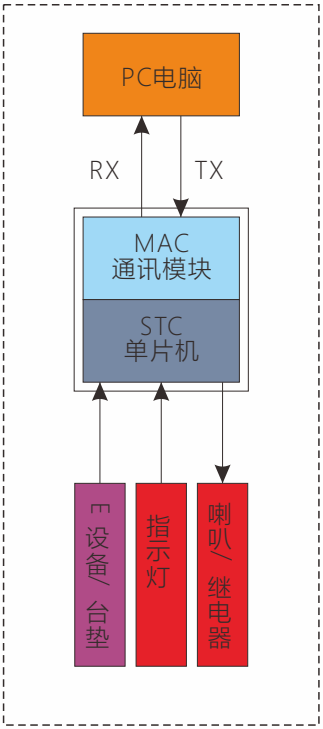 PC电脑
RX
TX
MAC
通讯模块
STC
单片机
E设备/台垫
指示灯
喇叭/继电器